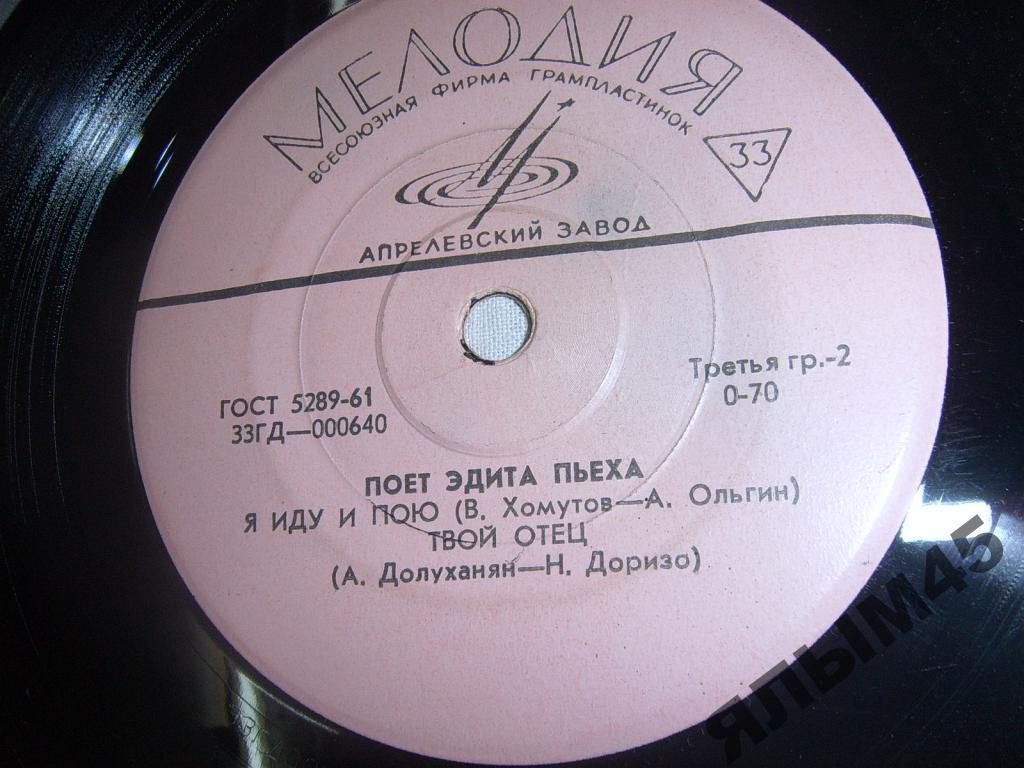 МЕЛОДИЯ
ВСЕСОЮЗНАЯ ФИРМА ГРАМПЛАСТИНОК
33
АПРЕЛЕВСКИЙ ЗАВОД
Третья гр.-2
0-70
ГОСТ 5289-61
33ГД—000640
ПОЕТ ЭДИТА ПЬЕХА
Я ИДУ И ПОЮ (В. Хомутов—А. Ольгин)
ТВОЙ ОТЕЦ
(А. Долуханян—Н. Доризо)
ЯЛЫМ45